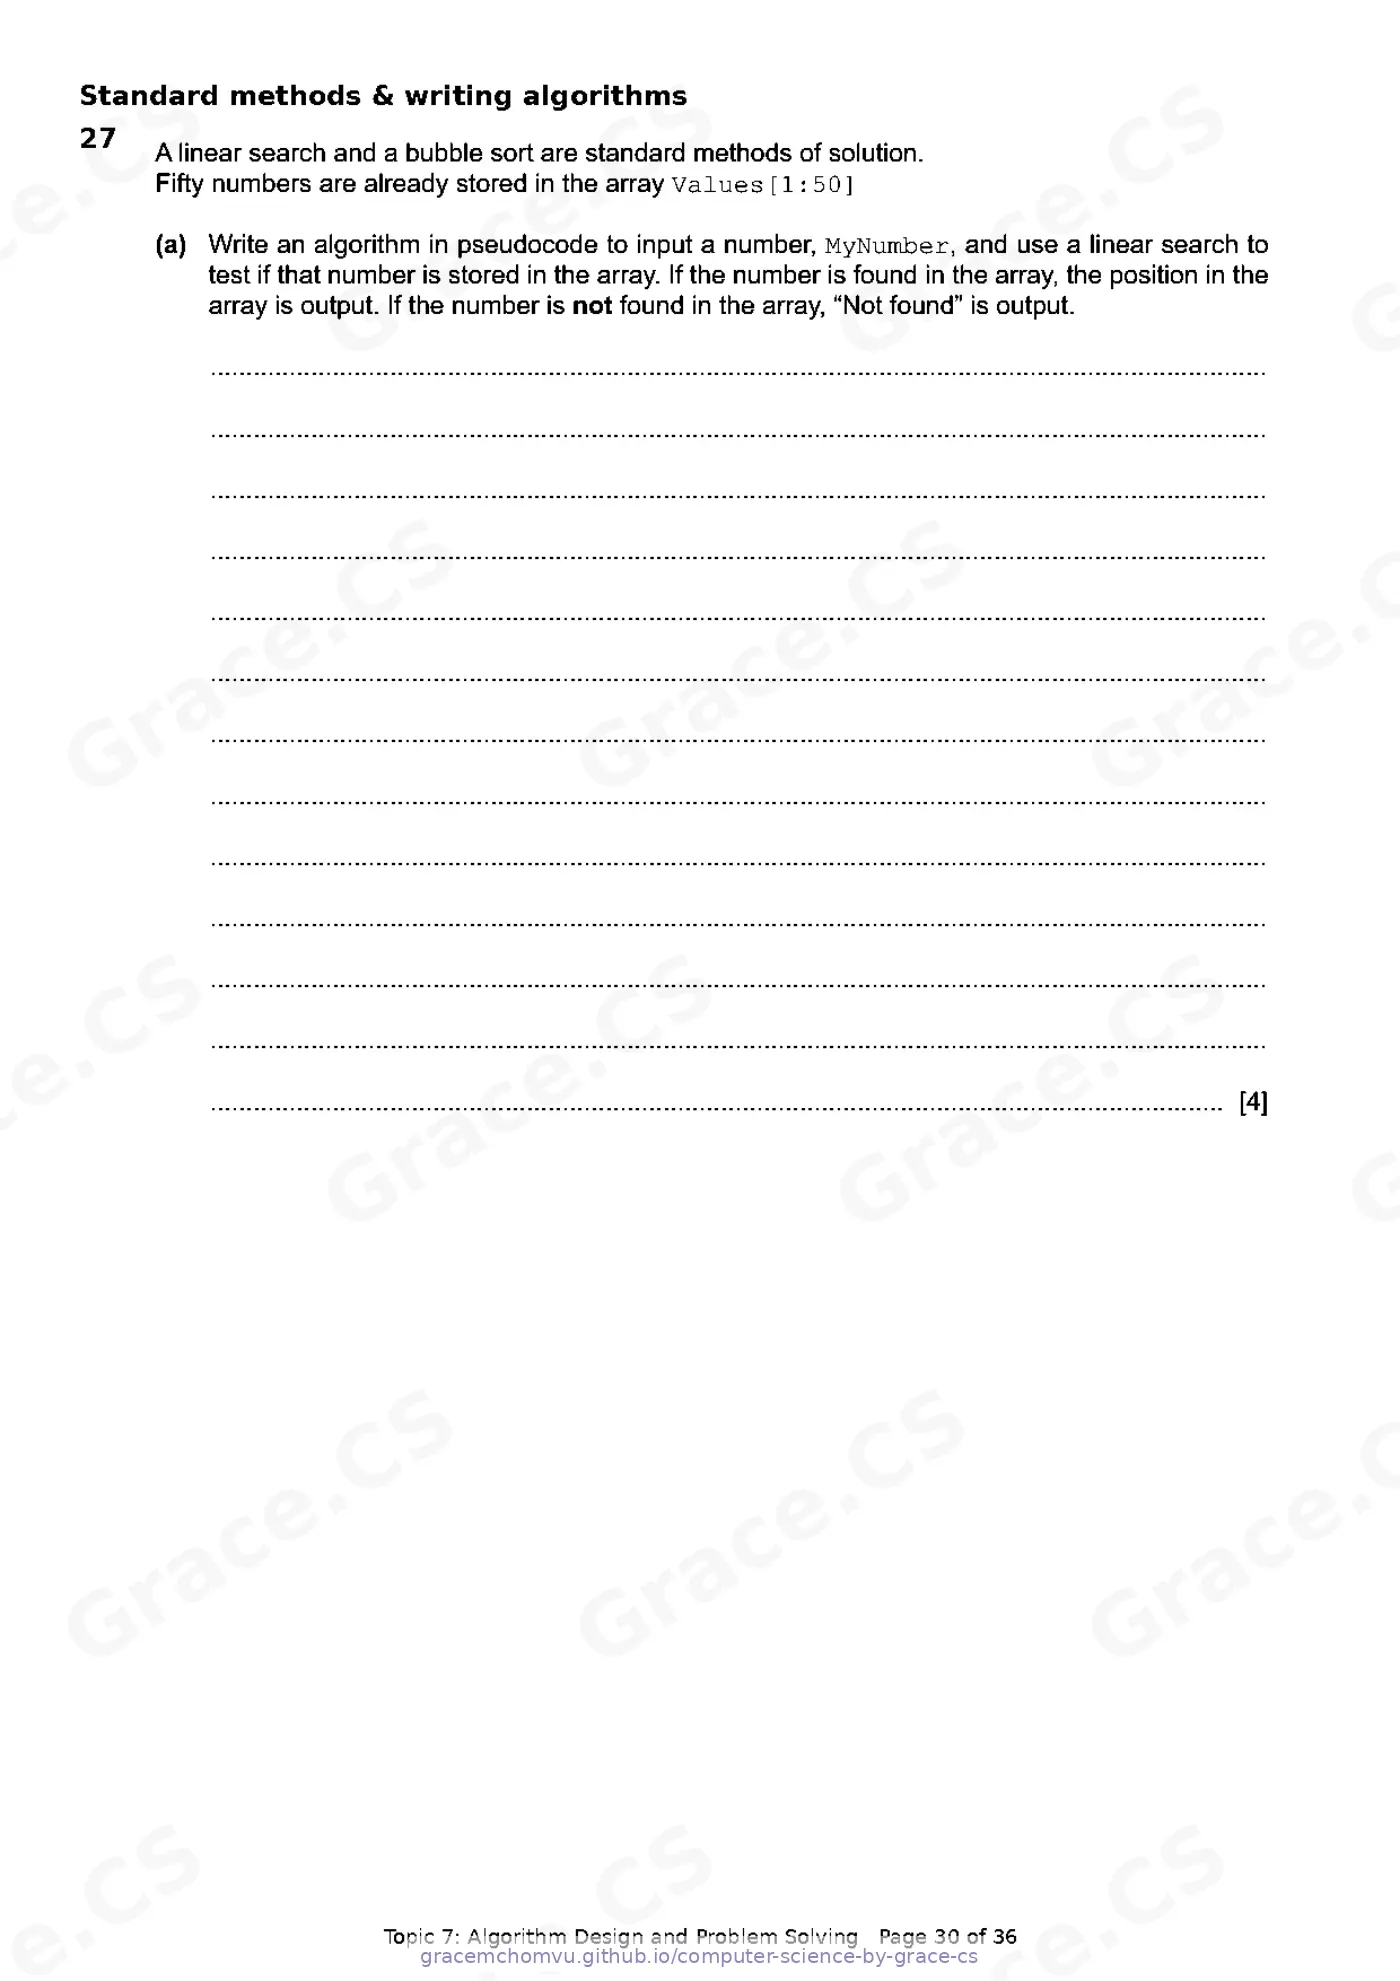 Standard methods & writing algorithms
27
A linear search and a bubble sort are standard methods of solution.
Fifty numbers are already stored in the array Values[1:50]
(a) Write an algorithm in pseudocode to input a number, MyNumber, and use a linear search to
test if that number is stored in the array. If the number is found in the array, the position in the
array is output. If the number is not found in the array, “Not found” is output.
[4]
Topic 7: Algorithm Design and Problem Solving Page 30 of 36
gracemchomvu.github.io/computer-science-by-grace-cs
Grace.CS